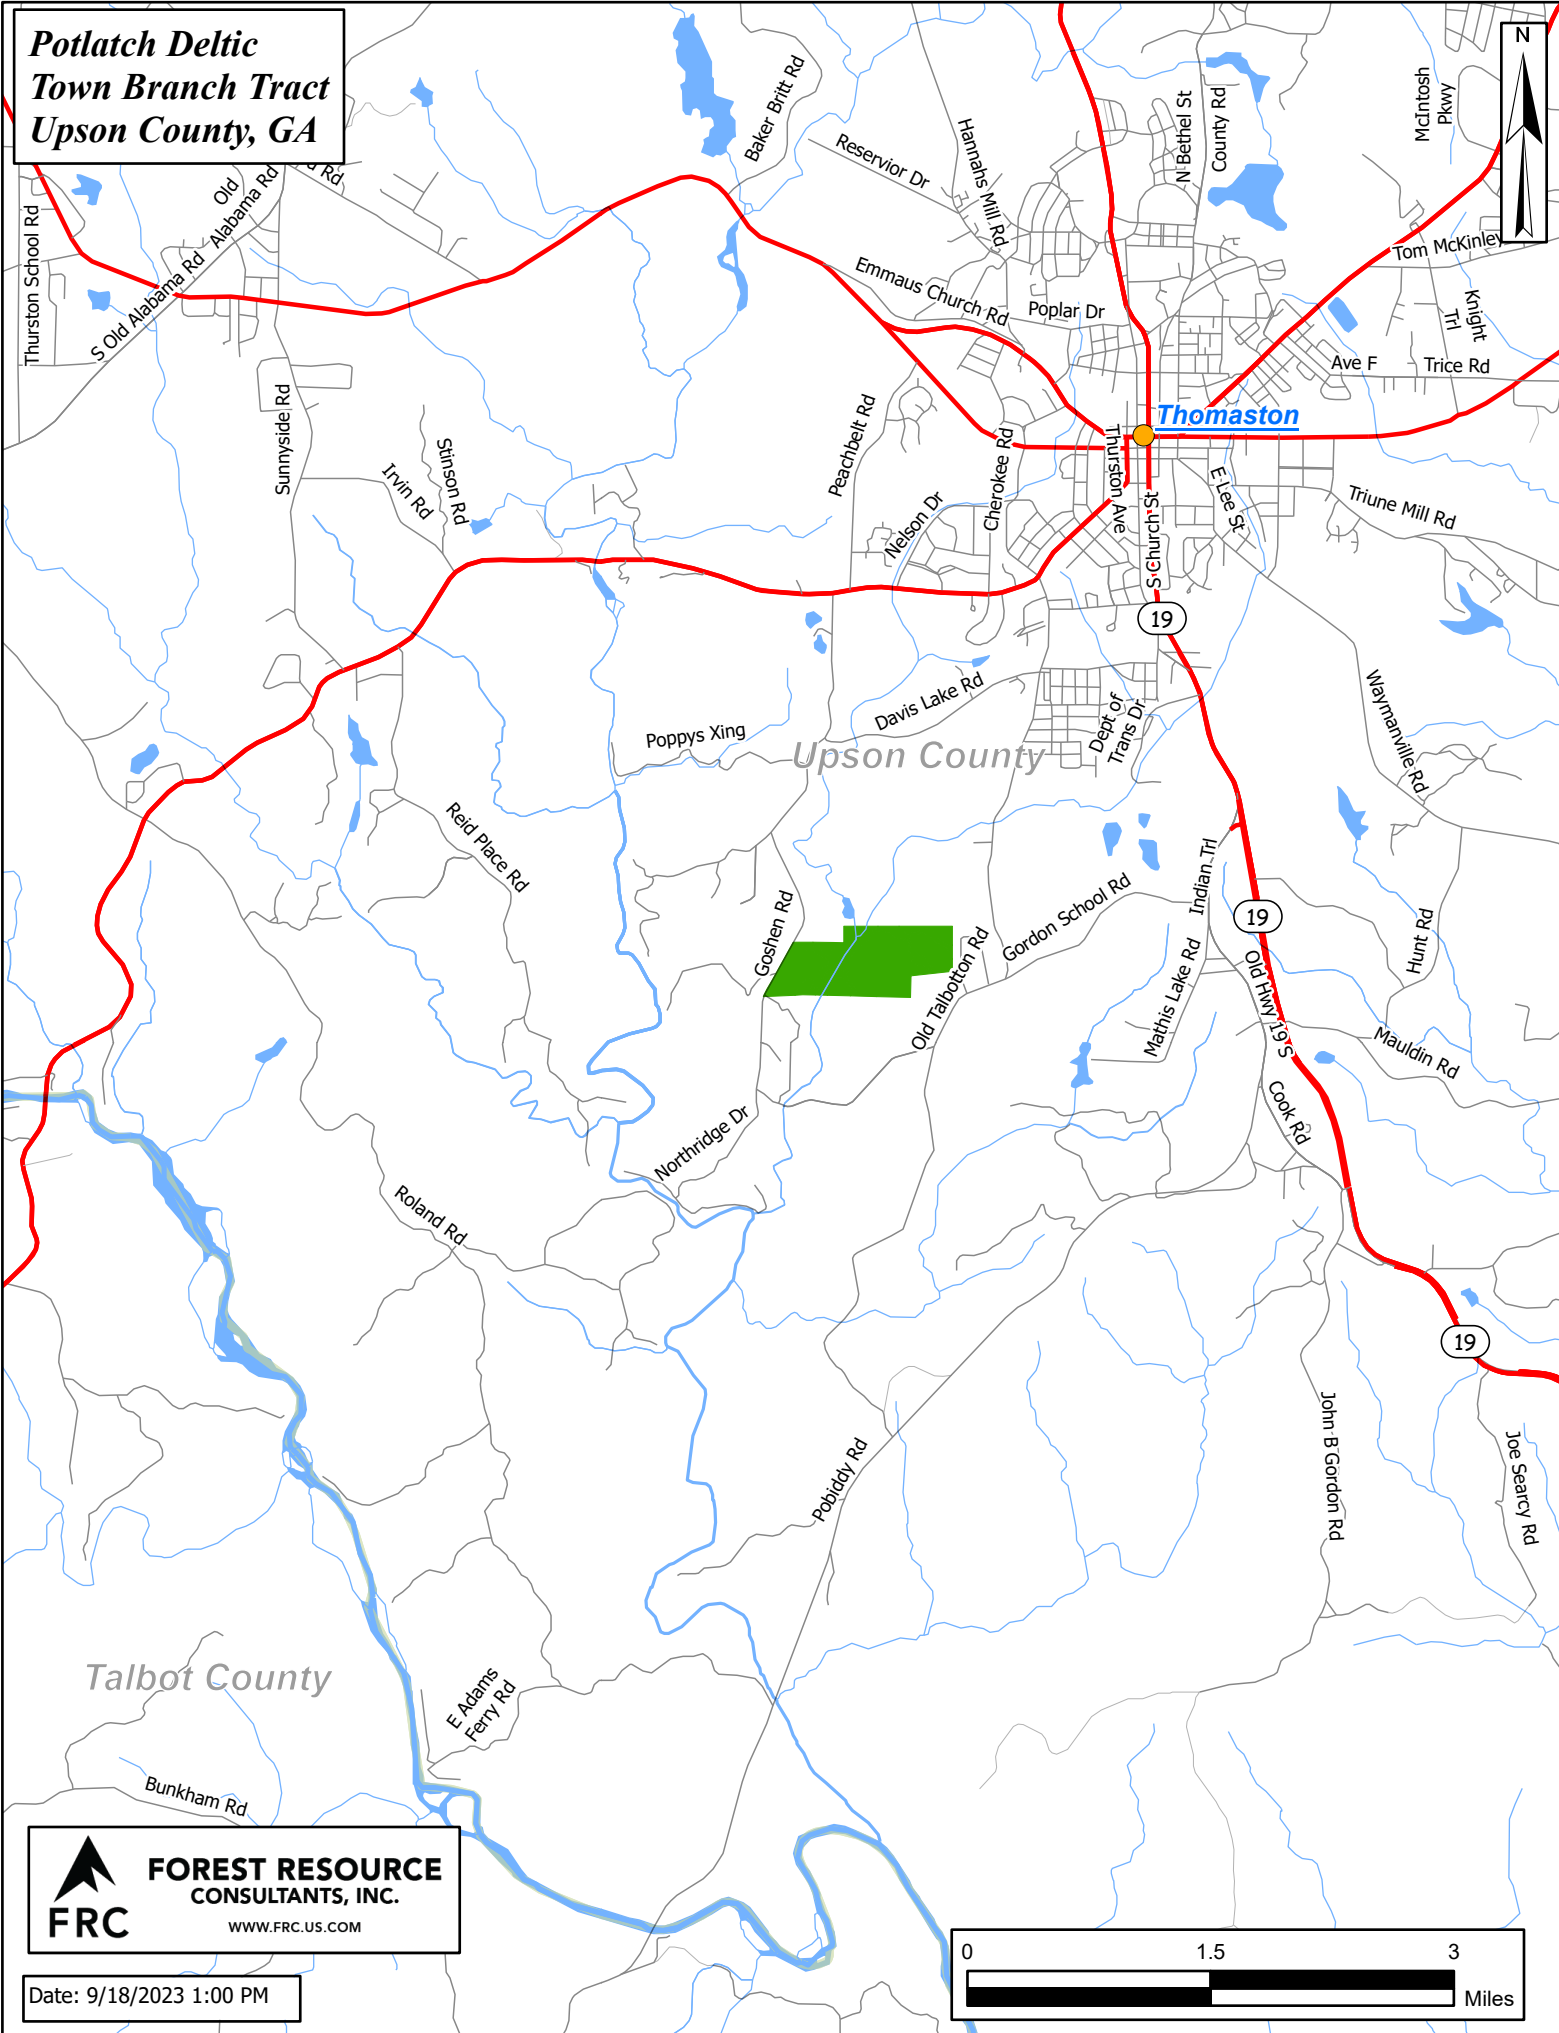 Potlatch Deltic
Town Branch Tract
Upson County, GA
N
Baker Britt Rd
Reservior Dr
Hannahs Mill Rd
N Bethel St
County Rd
McIntosh
Pkwy
Thurston School Rd
Old
Alabama Rd
Rd
S Old Alabama Rd
Tom McKinley
Emmaus Church Rd
Poplar Dr
Knight
Trl
Ave F
Trice Rd
Sunnyside Rd
Thomaston
Peachbelt Rd
Cherokee Rd
Thurston Ave
Stinson Rd
Irvin Rd
Nelson Dr
S Church St
E Lee St
Triune Mill Rd
19
Davis Lake Rd
Dept of
Trans Dr
Waymanville Rd
Poppys Xing
Upson County
Reid Place Rd
Goshen Rd
Gordon School Rd
Indian Trl
19
Hunt Rd
Old Talbotton Rd
Mathis Lake Rd
Old Hwy 19 S
Mauldin Rd
Cook Rd
Northridge Dr
Roland Rd
19
John B Gordon Rd
Joe Searcy Rd
Pobiddy Rd
Talbot County
E Adams
Ferry Rd
Bunkham Rd
FRC
FOREST RESOURCE
CONSULTANTS, INC.
WWW.FRC.US.COM
Date: 9/18/2023 1:00 PM
0 1.5 3
Miles